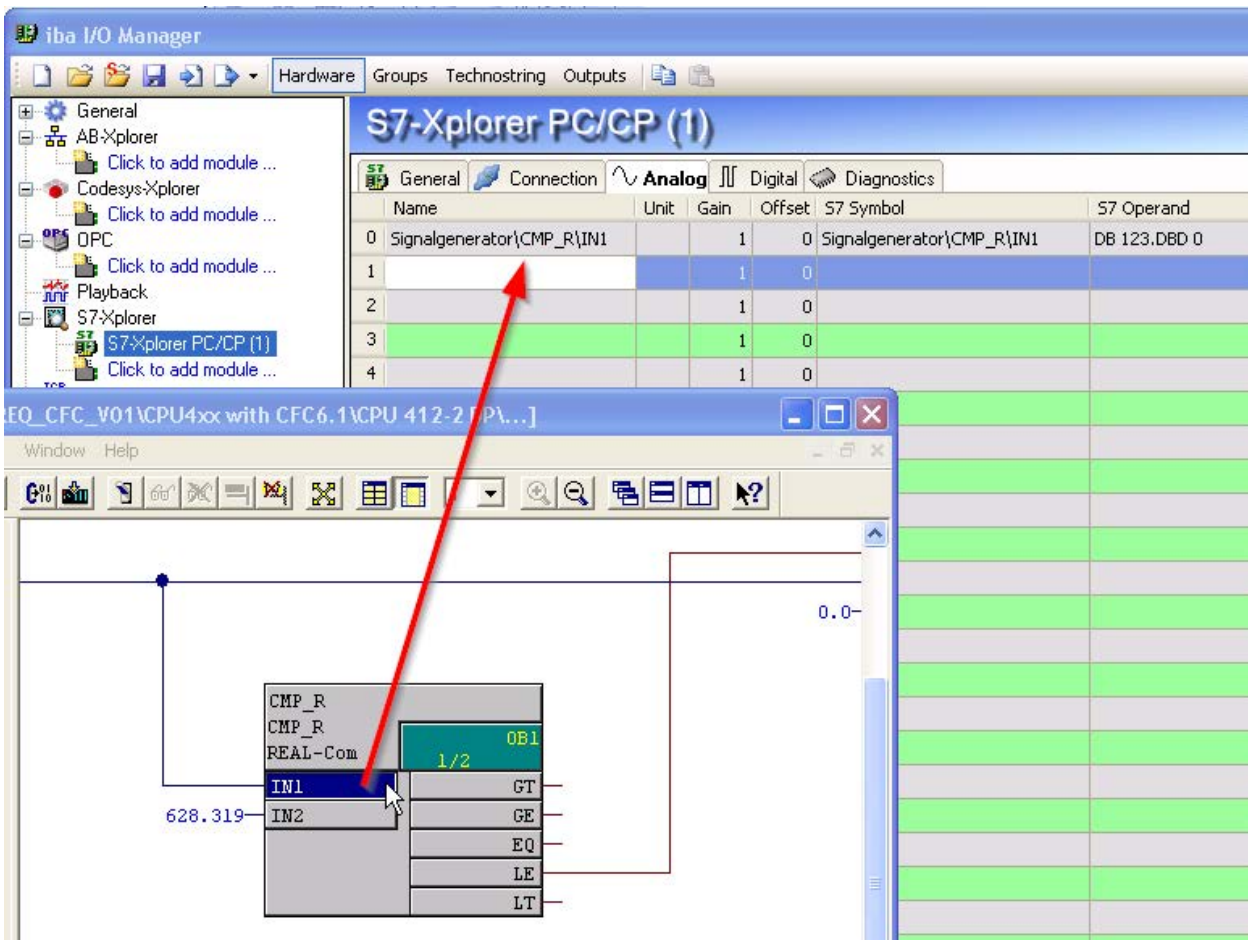 iba I/O Manager
Hardware Groups Technostring Outputs
General
AB-Xplorer
Click to add module ...
Codesys-Xplorer
Click to add module ...
OPC
Click to add module ...
Playback
S7-Xplorer
S7-Xplorer PC/CP (1)
Click to add module ...
S7-Xplorer PC/CP (1)
General Connection Analog Digital Diagnostics
Name Unit Gain Offset S7 Symbol S7 Operand
0 Signalgenerator\CMP_R\IN1 1 0 Signalgenerator\CMP_R\IN1 DB 123.DBD 0
1 1 0
2 1 0
3 1 0
4 1 0
EQ_CFC_V01\CPU4xx with CFC6.1\CPU 412-2 DP\...]
Window Help
0.0
CMP_R
CMP_R
REAL-Com
OB1
1/2
IN1 GT
628.319 IN2 GE
EQ
LE
LT